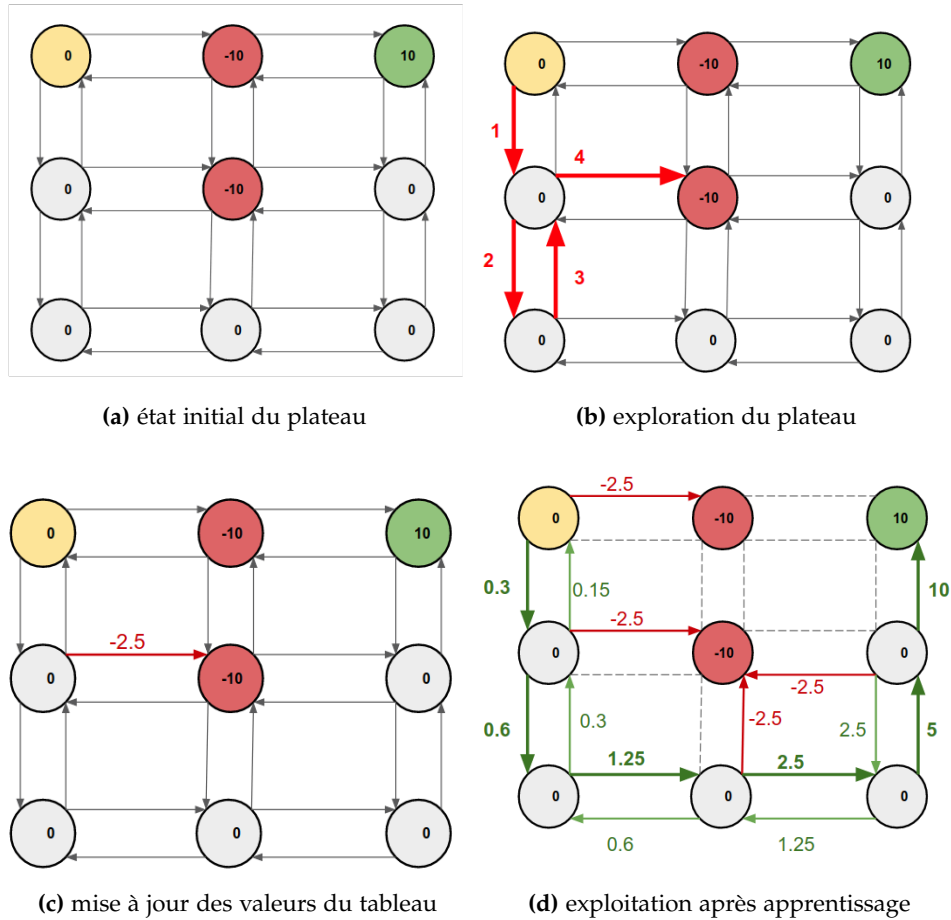 0 -10 10
0 -10 0
0 0 0
(a) état initial du plateau
0 -10 10
1
4
0 -10 0
2
3
0 0 0
(b) exploration du plateau
0 -10 10
-2.5
0 -10 0
0 0 0
(c) mise à jour des valeurs du tableau
-2.5
0 -10 10
0.3 0.15 10
-2.5
0 -10 0
-2.5
0.6 0.3 -2.5 2.5 5
1.25 2.5
0 0 0
0.6 1.25
(d) exploitation après apprentissage